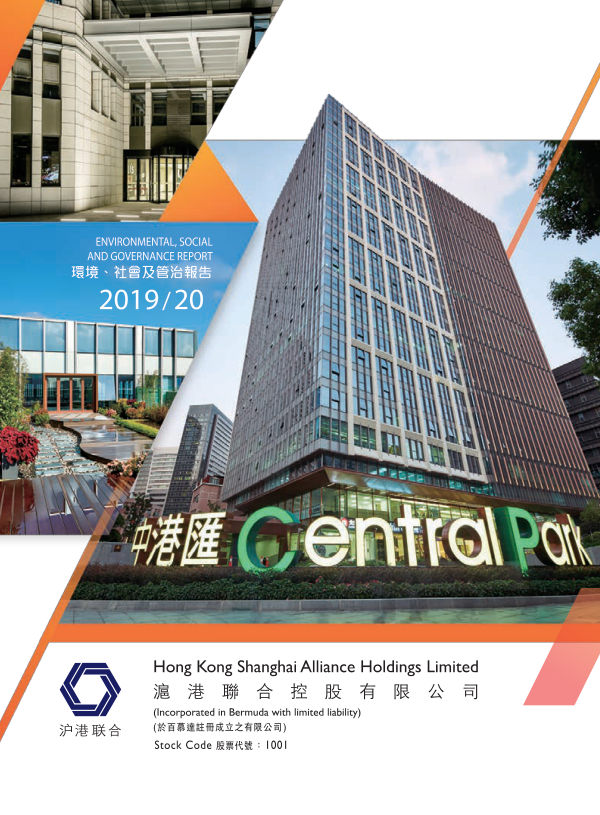 ENVIRONMENTAL, SOCIAL
AND GOVERNANCE REPORT
環境、社會及管治報告
2019/20
中港匯 Central Park
沪港联合
Hong Kong Shanghai Alliance Holdings Limited
滬港聯合控股有限公司
(Incorporated in Bermuda with limited liability)
(於百慕達註冊成立之有限公司)
Stock Code 股票代號：1001